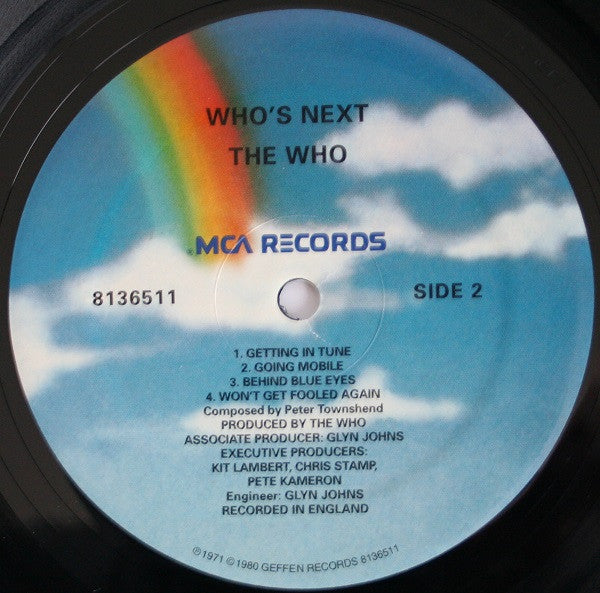 WHO'S NEXT
THE WHO
® MCA RECORDS
8136511
SIDE 2
1. GETTING IN TUNE
2. GOING MOBILE
3. BEHIND BLUE EYES
4. WON'T GET FOOLED AGAIN
Composed by Peter Townshend
PRODUCED BY THE WHO
ASSOCIATE PRODUCER: GLYN JOHNS
EXECUTIVE PRODUCERS:
KIT LAMBERT, CHRIS STAMP,
PETE KAMERON
Engineer: GLYN JOHNS
RECORDED IN ENGLAND
℗ 1971 © 1980 GEFFEN RECORDS 8136511